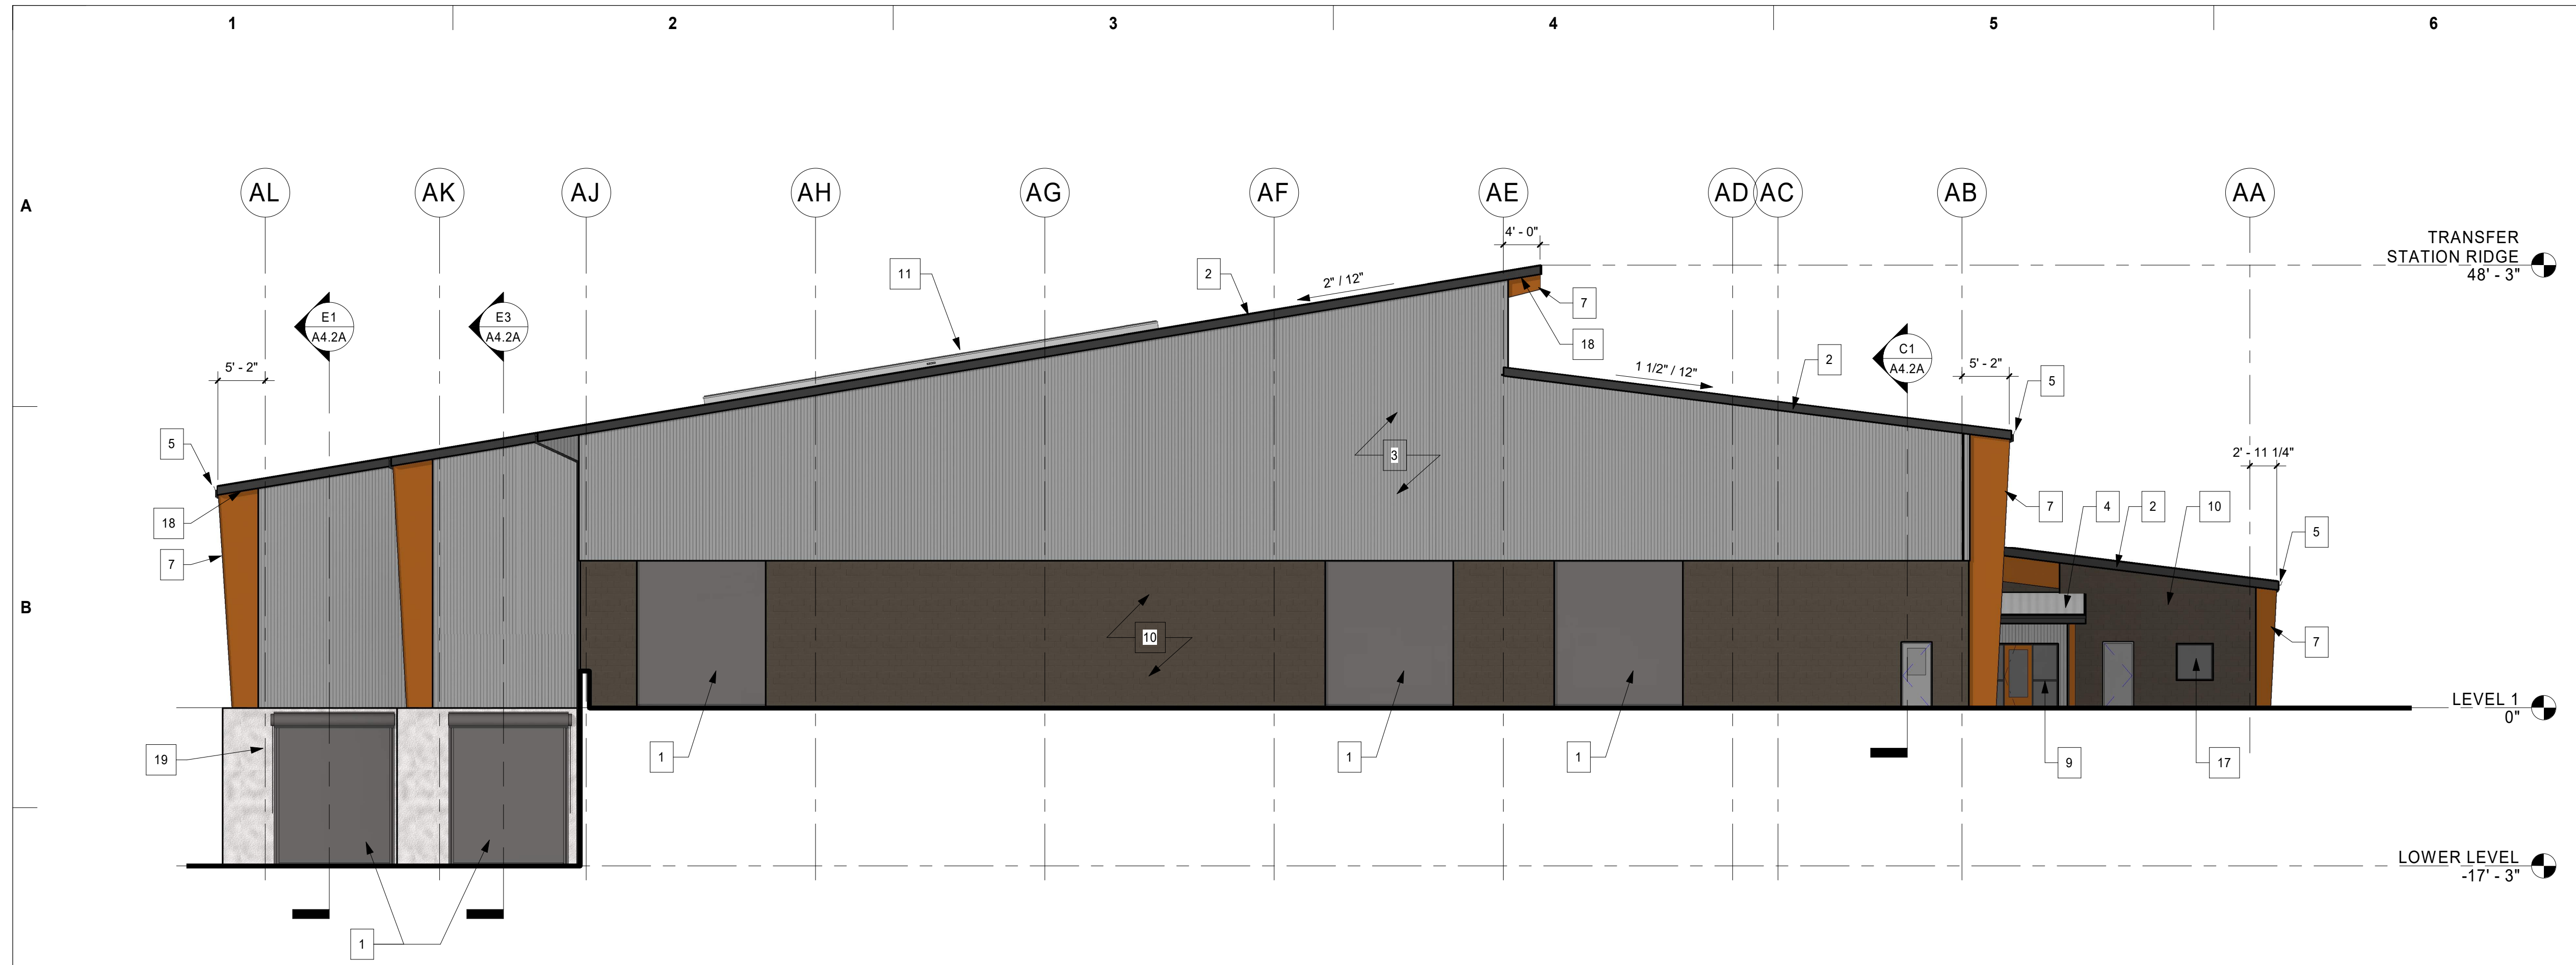 1 2 3 4 5 6
A
AL AK AJ AH AG AF AE AD AC AB AA
4' - 0"
TRANSFER
STATION RIDGE
48' - 3"
11
2
2" / 12"
7
18
E1
A4.2A
E3
A4.2A
C1
A4.2A
5' - 2"
1 1/2" / 12"
2
5' - 2"
5
5
3
2' - 11 1/4"
18
7
7
4
2
10
5
B
10
7
LEVEL 1
0"
19
1
1
1
9
17
LOWER LEVEL
-17' - 3"
1